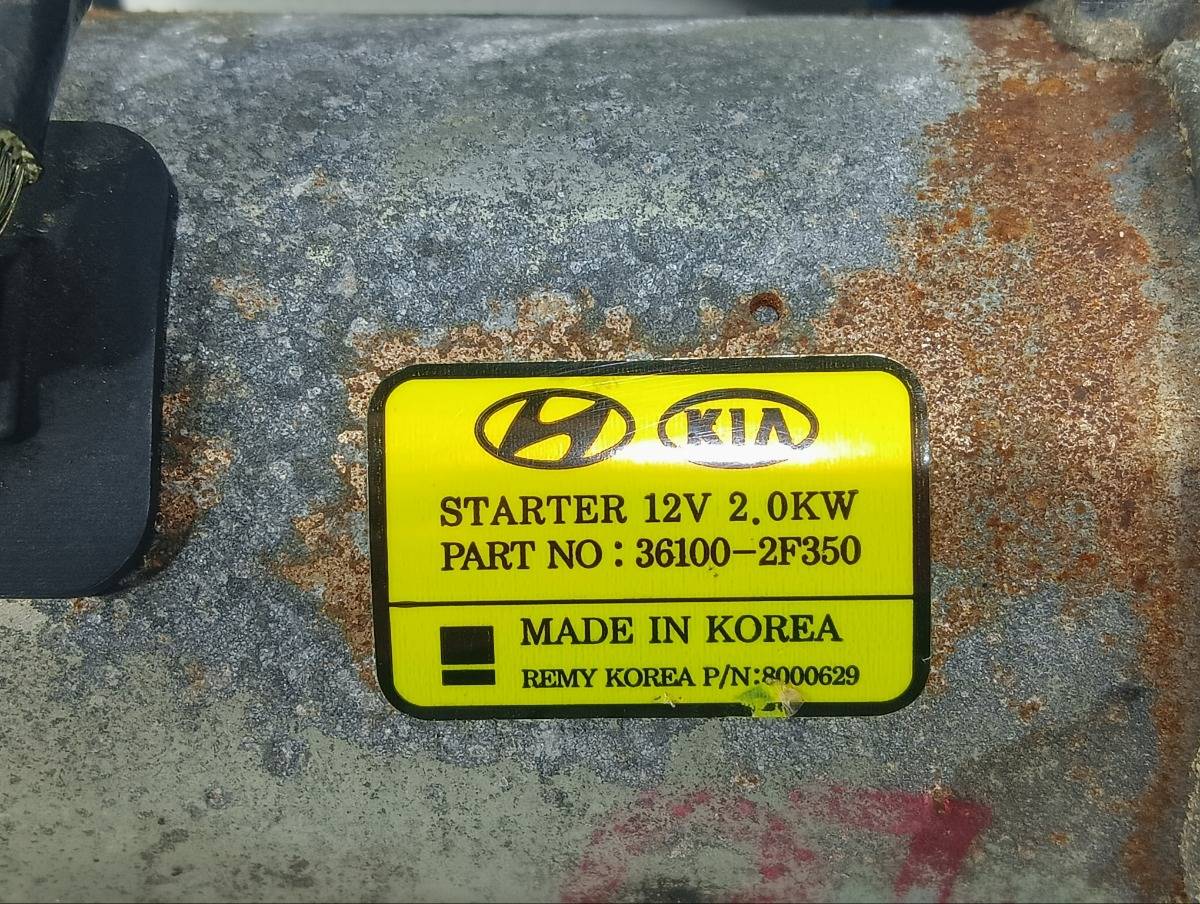 KIA
STARTER 12V 2.0KW
PART NO : 36100-2F350
MADE IN KOREA
REMY KOREA P/N:8000629